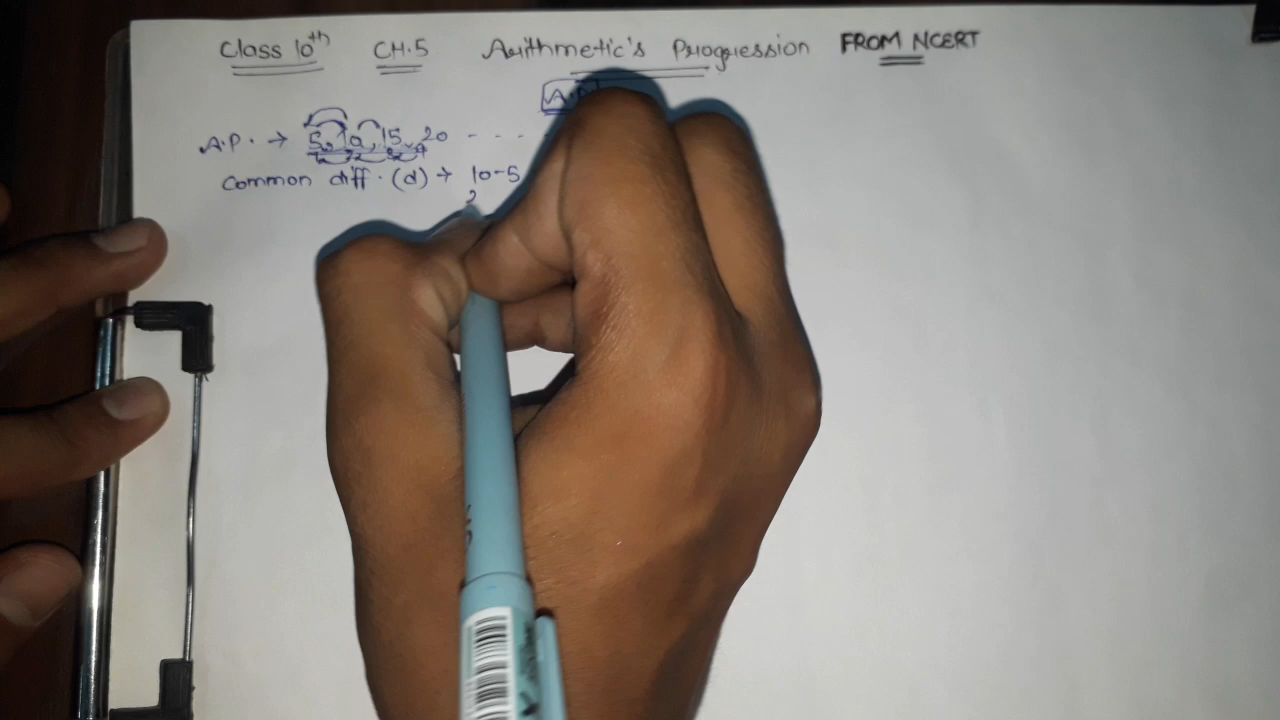 Class 10th CH.5 Arithmetic's Progression FROM NCERT
A.P. → 5, 10, 15, 20 - - -
Common diff. (d) → 10-5